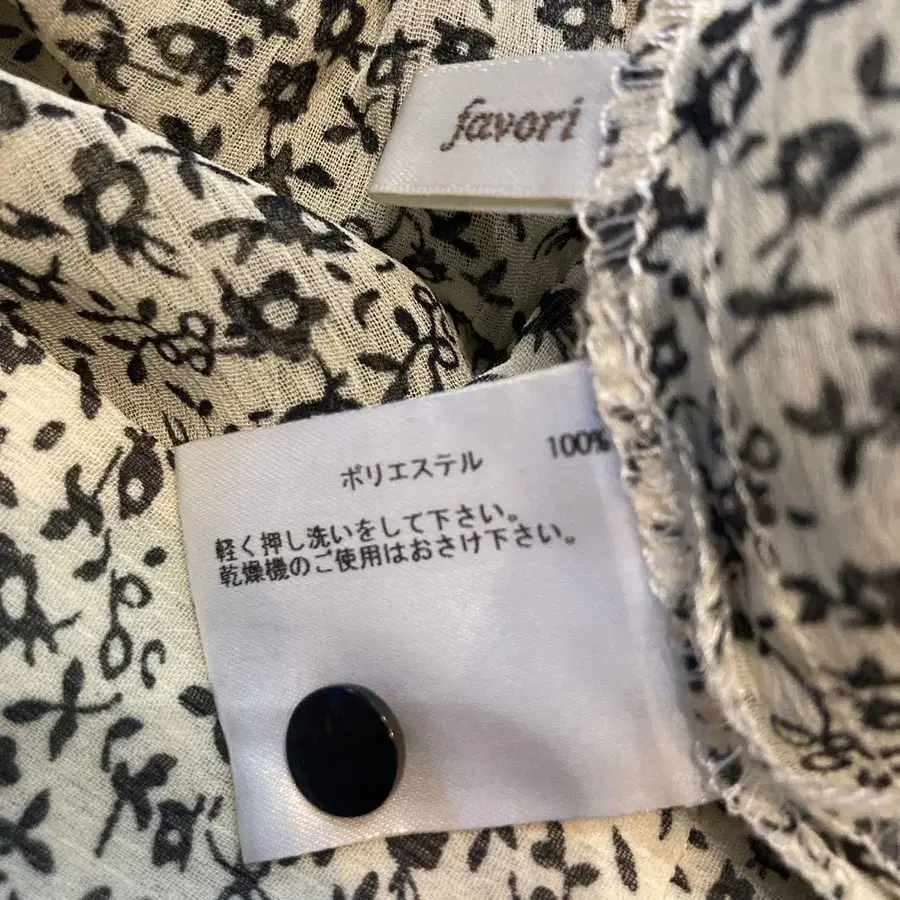 favori
ポリエステル 100%
軽く押し洗いをして下さい。
乾燥機のご使用はおさけ下さい。